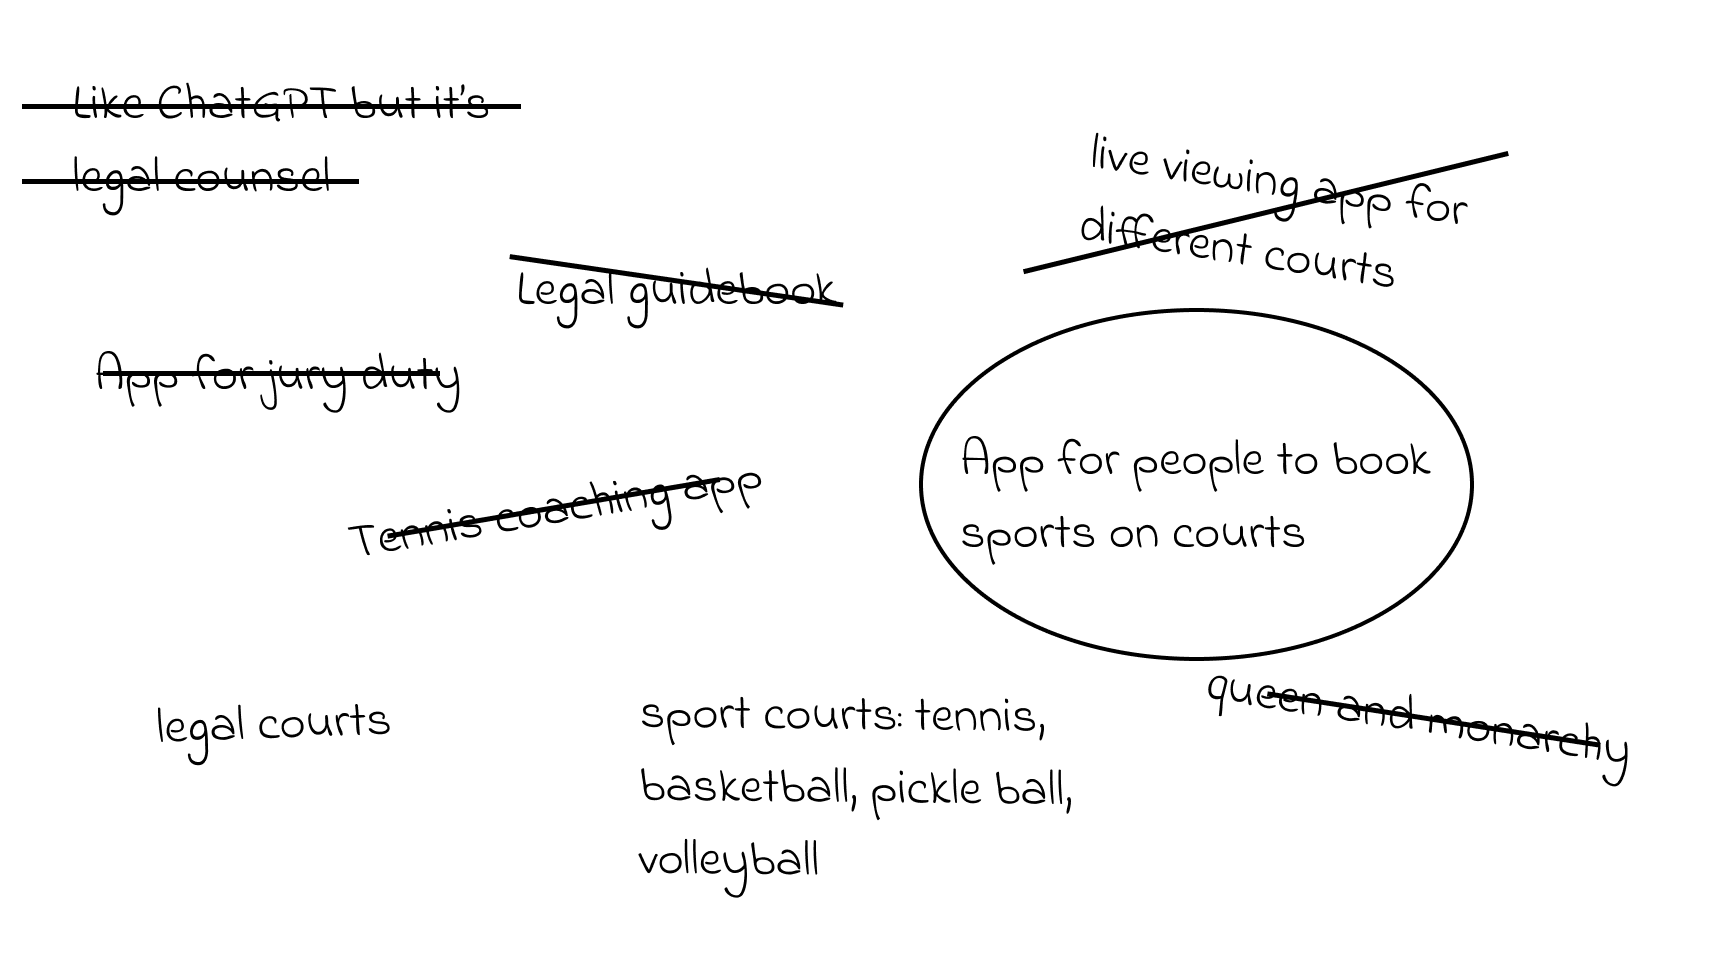 Like ChatGPT but it's
legal counsel
live viewing app for
different courts
Legal guidebook
App for jury duty
App for people to book
sports on courts
Tennis coaching app
legal courts
sport courts: tennis,
basketball, pickle ball,
volleyball
queen and monarchy